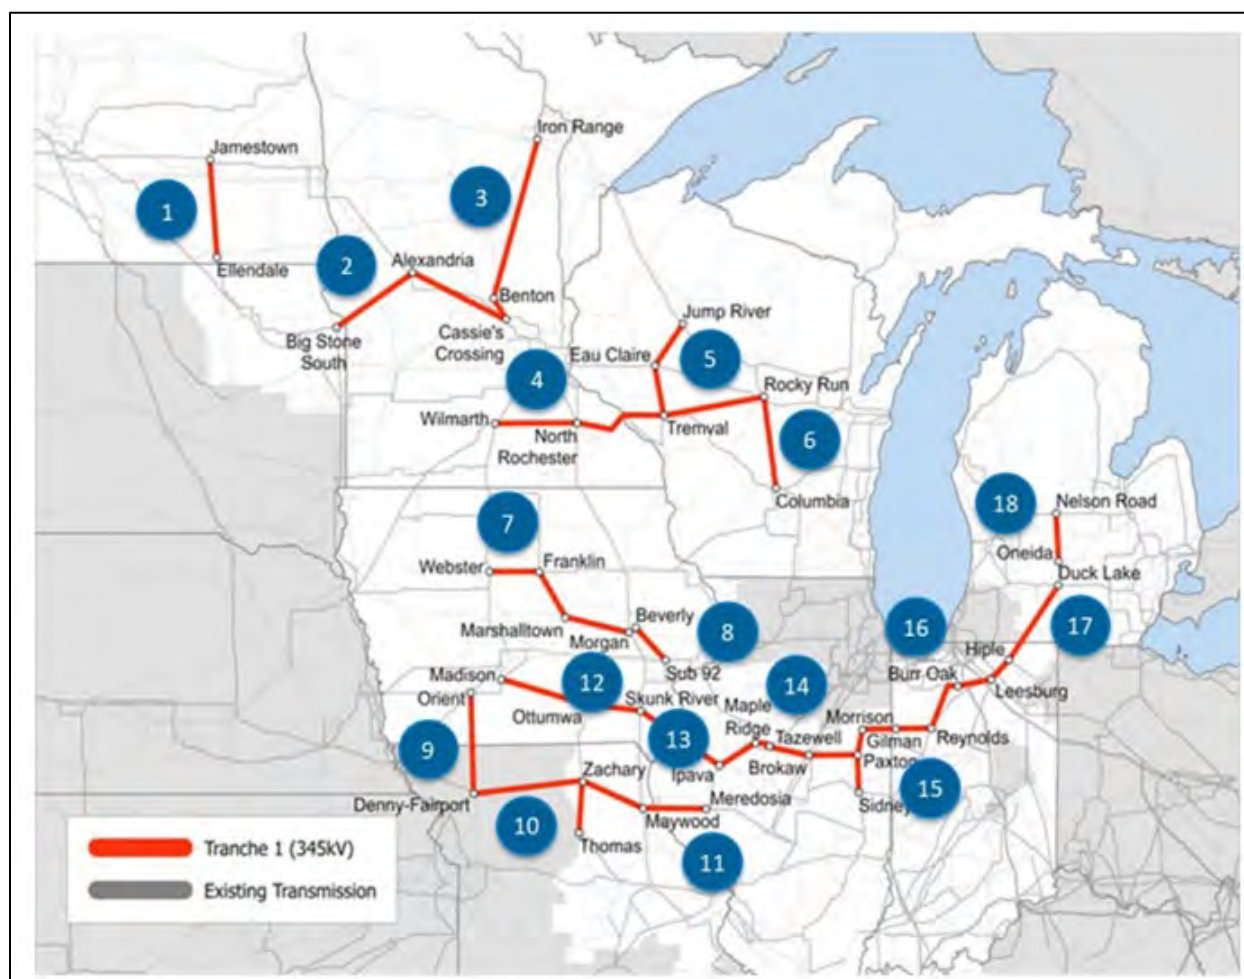 Iron Range
Jamestown
3
1
2
Alexandria
Ellendale
Benton
Jump River
Big Stone
South
Cassie's
Crossing
Eau Claire
5
4
Rocky Run
Wilmarth
North
Rochester
Tremval
6
Columbia
18
Nelson Road
7
Oneida
Webster
Franklin
Duck Lake
Beverly
8
16
17
Marshalltown
Morgan
Hiple
Madison
Sub 92
Burr Oak
12
14
Leesburg
Orient
Skunk River
Maple
Ridge
Ottumwa
Morrison
9
13
Tazewell
Gilman
Reynolds
Zachary
Ipava
Brokaw
Paxton
15
Denny-Fairport
Meredosia
Sidney
10
Maywood
Thomas
11
Tranche 1 (345kV)
Existing Transmission